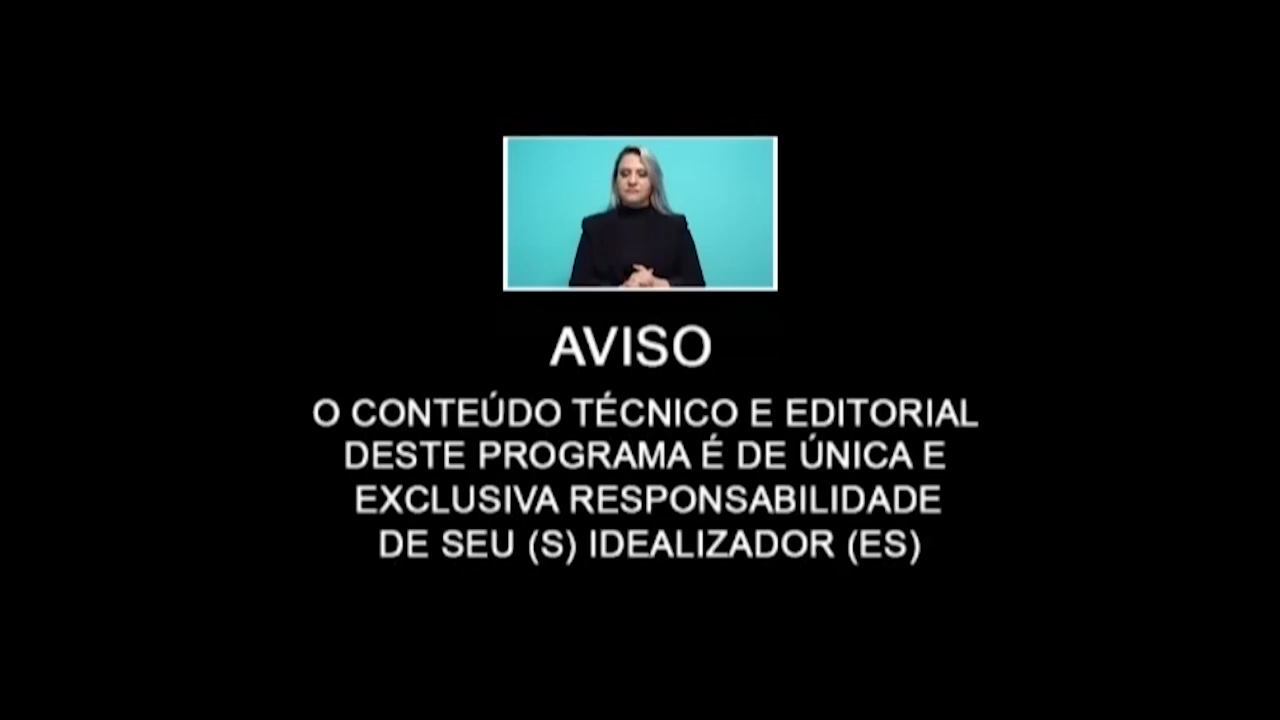 AVISO
O CONTEÚDO TÉCNICO E EDITORIAL
DESTE PROGRAMA É DE ÚNICA E
EXCLUSIVA RESPONSABILIDADE
DE SEU (S) IDEALIZADOR (ES)